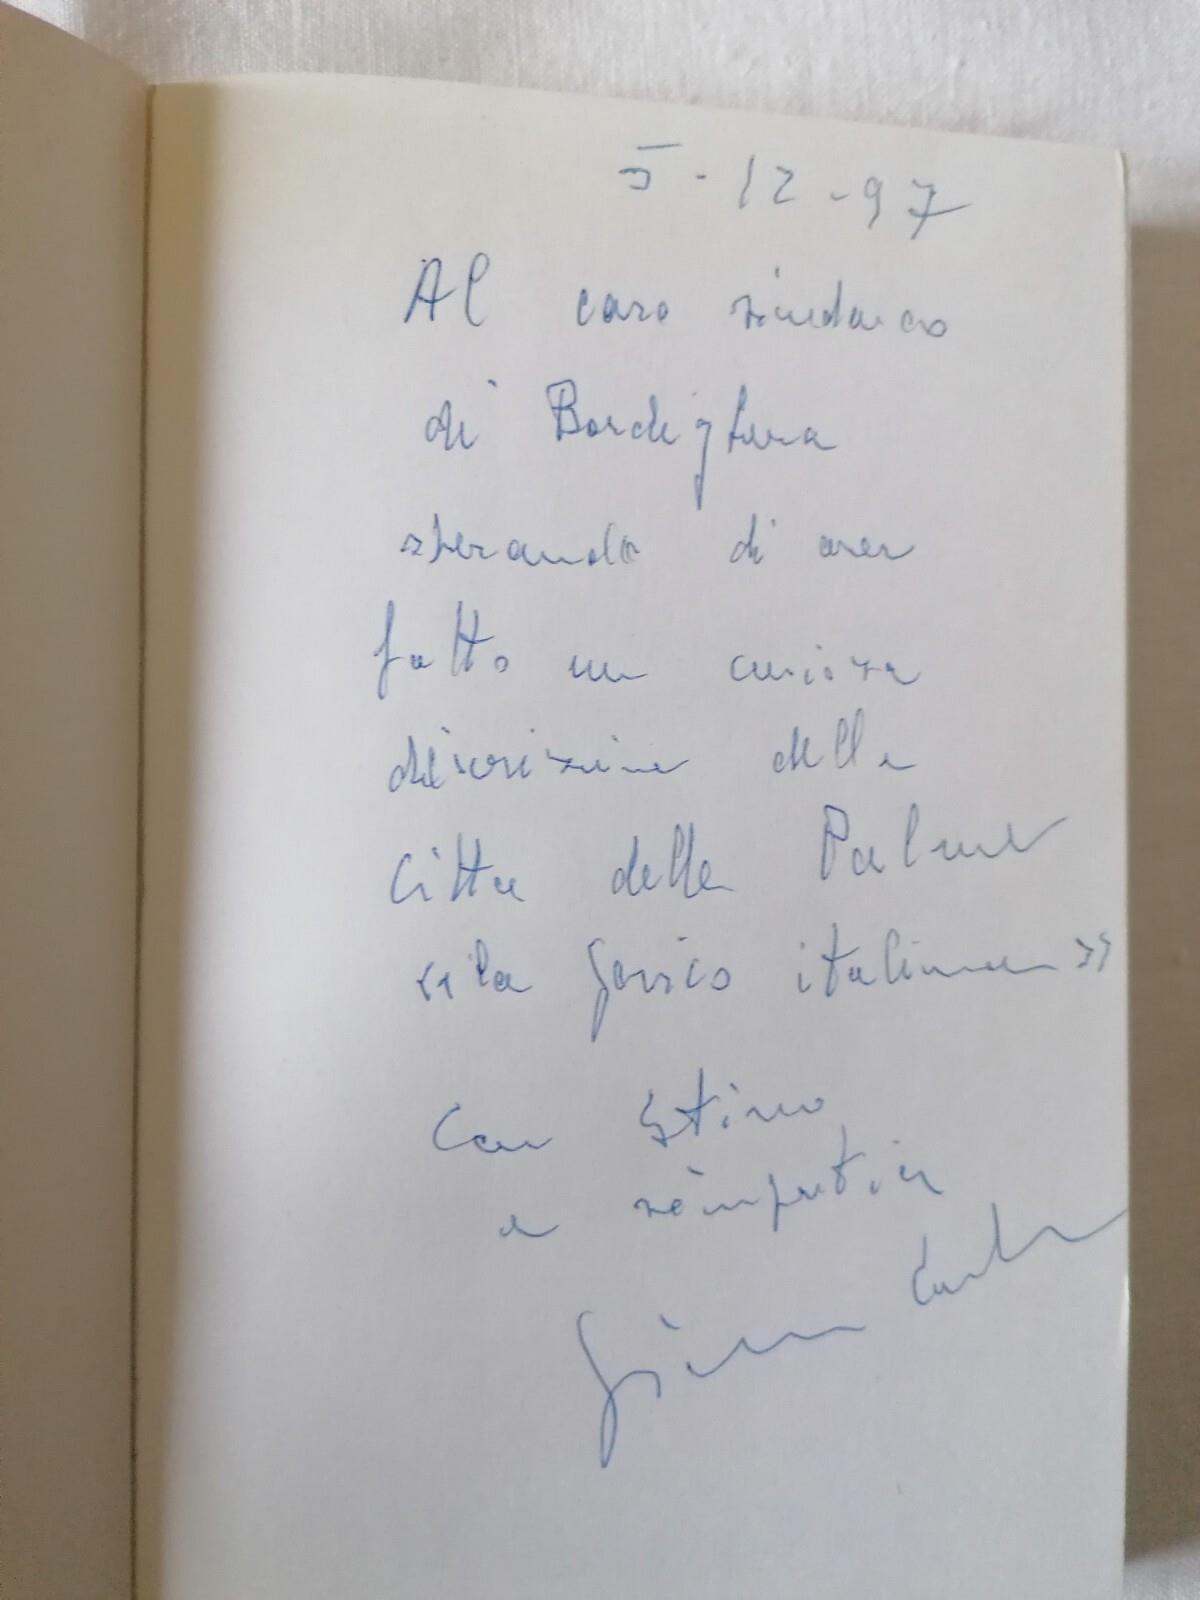 5-12-97
Al caro sindaco
di Bordighera
sperando di aver
fatto un curiosa
descrizione della
Città delle Palme
«la Gerico italiana»
Con stima
e simpatia